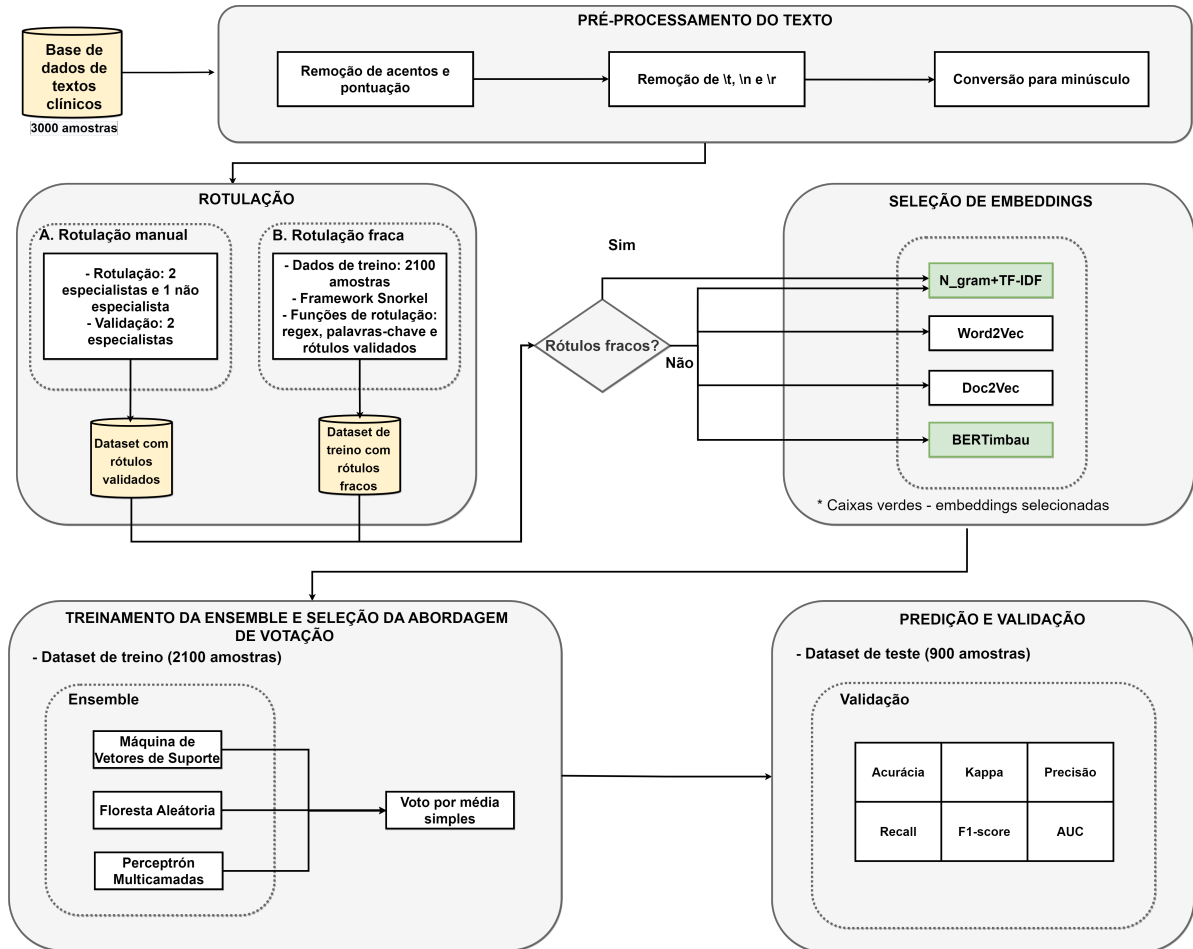 PRÉ-PROCESSAMENTO DO TEXTO
Base de
dados de
textos
clínicos
3000 amostras
Remoção de acentos e
pontuação
Remoção de \t, \n e \r
Conversão para minúsculo
ROTULAÇÃO
A. Rotulação manual
- Rotulação: 2
especialistas e 1 não
especialista
- Validação: 2
especialistas
Dataset com
rótulos
validados
B. Rotulação fraca
- Dados de treino: 2100
amostras
- Framework Snorkel
- Funções de rotulação:
regex, palavras-chave e
rótulos validados
Dataset de
treino com
rótulos
fracos
Rótulos fracos?
Sim
Não
SELEÇÃO DE EMBEDDINGS
N_gram+TF-IDF
Word2Vec
Doc2Vec
BERTimbau
* Caixas verdes - embeddings selecionadas
TREINAMENTO DA ENSEMBLE E SELEÇÃO DA ABORDAGEM
DE VOTAÇÃO
- Dataset de treino (2100 amostras)
Ensemble
Máquina de
Vetores de Suporte
Floresta Aleátoria
Perceptrón
Multicamadas
Voto por média
simples
PREDIÇÃO E VALIDAÇÃO
- Dataset de teste (900 amostras)
Validação
Acurácia
Kappa
Precisão
Recall
F1-score
AUC